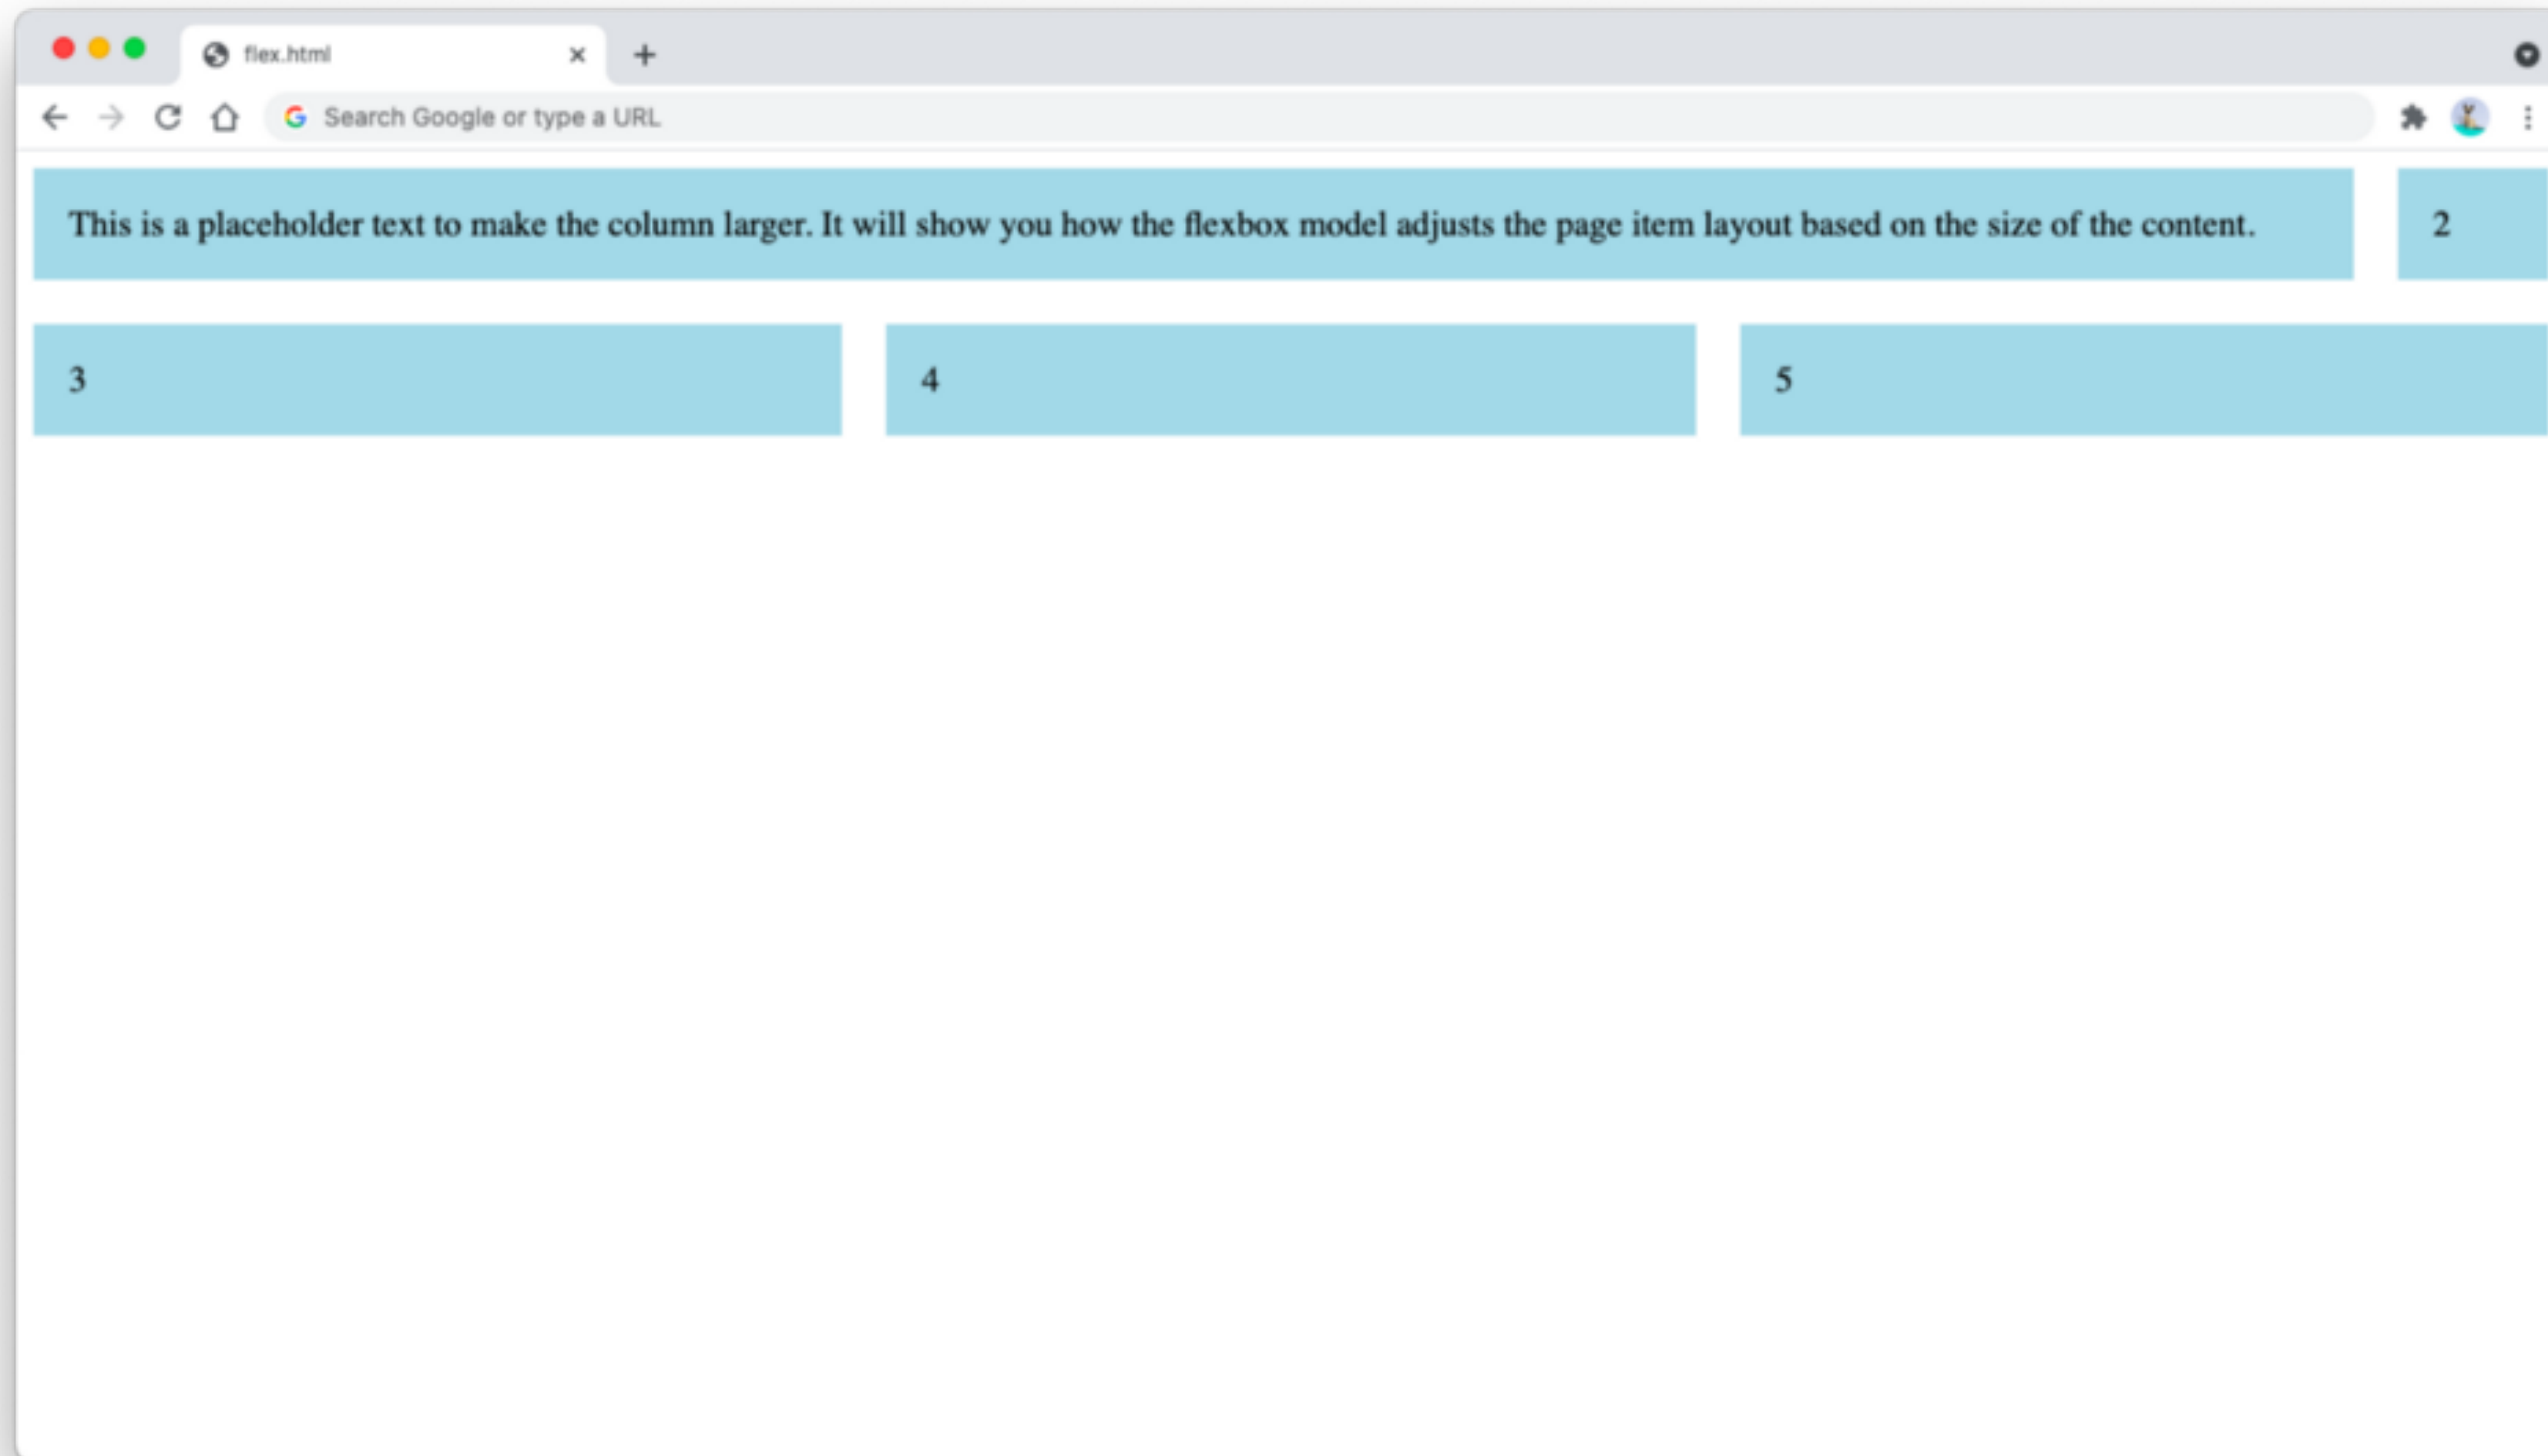 flex.html
Search Google or type a URL
This is a placeholder text to make the column larger. It will show you how the flexbox model adjusts the page item layout based on the size of the content.
2
3
4
5